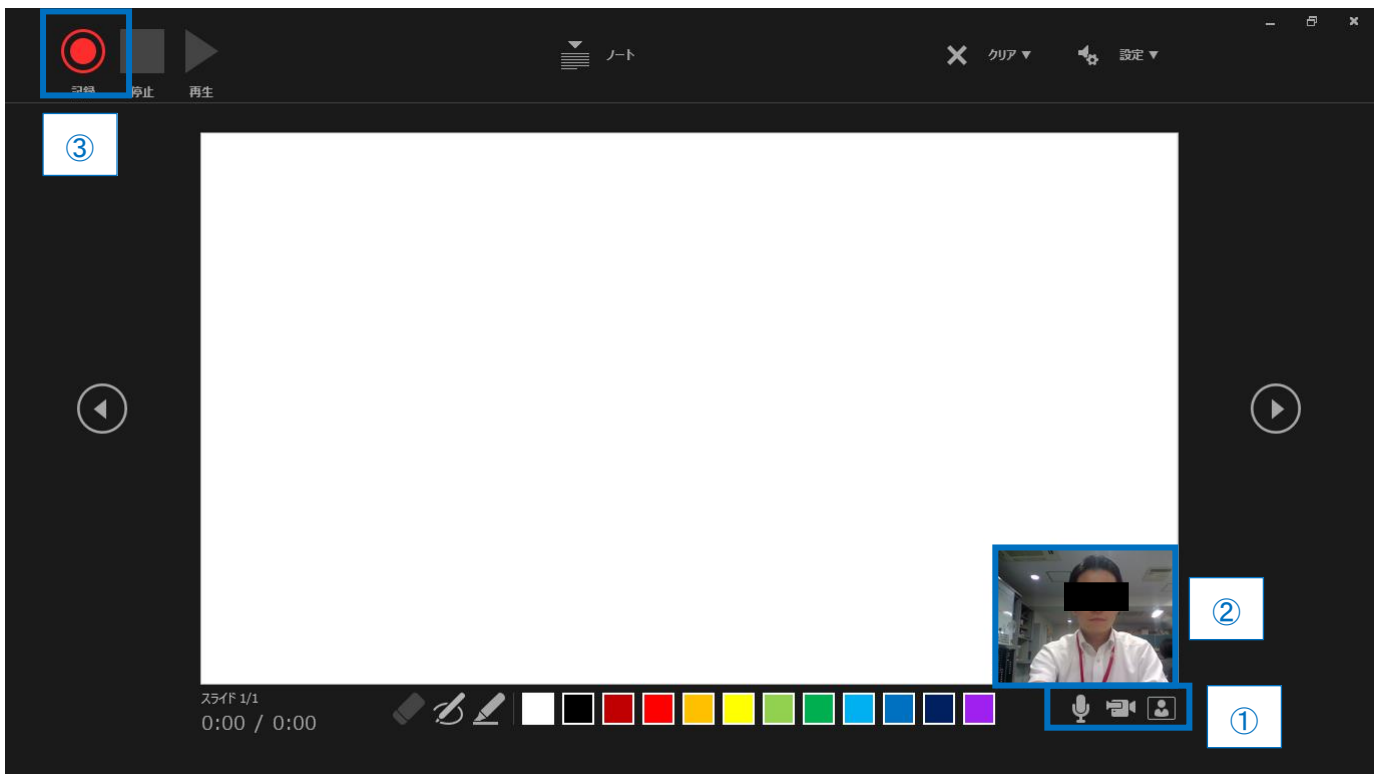 ノート
クリア ▼
設定 ▼
記録 停止 再生
③
②
スライド 1/1
0:00 / 0:00
①